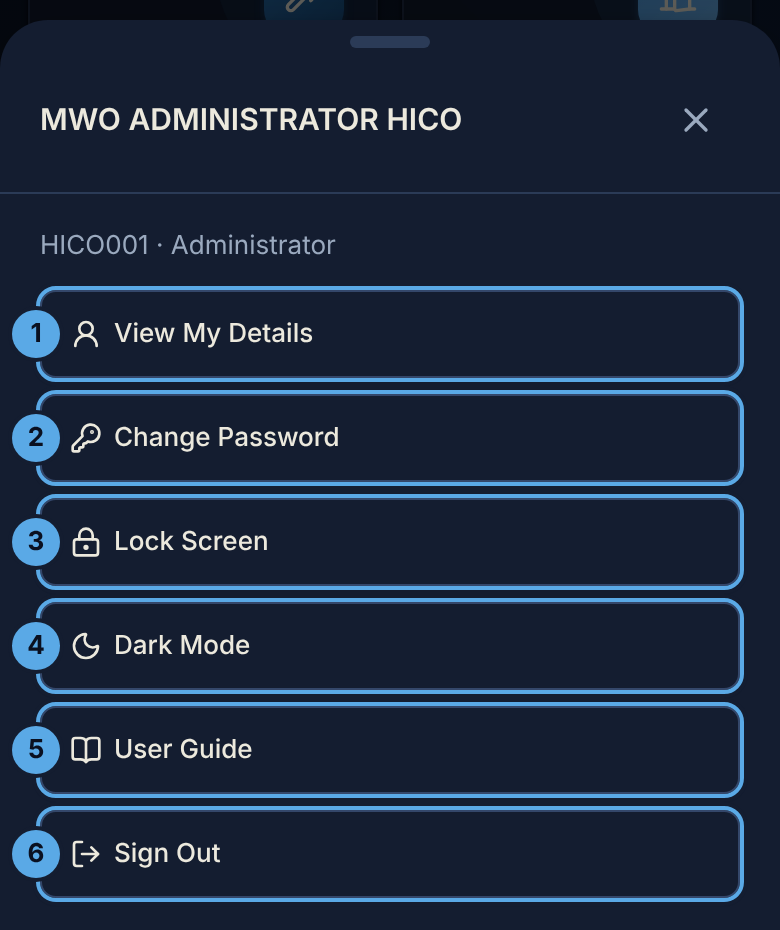 MWO ADMINISTRATOR HICO
HICO001 · Administrator
1 View My Details
2 Change Password
3 Lock Screen
4 Dark Mode
5 User Guide
6 Sign Out